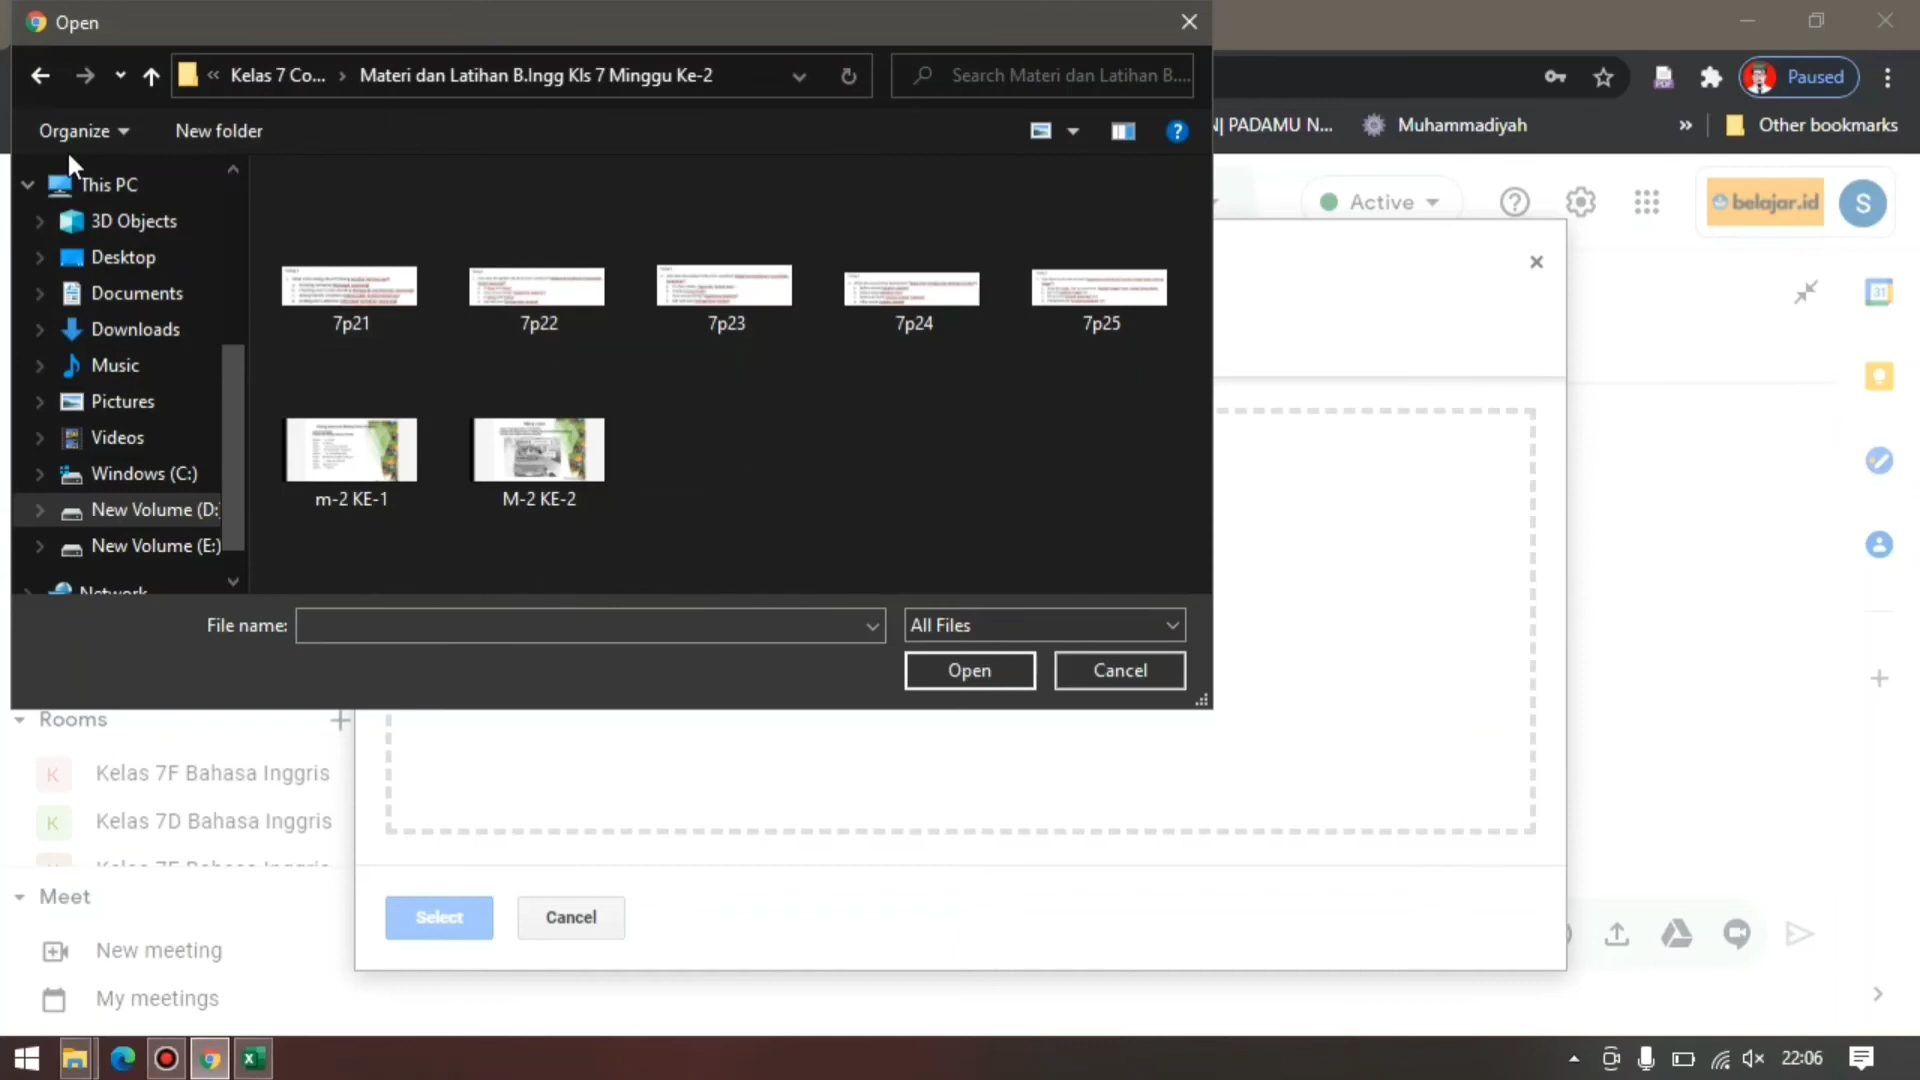 Open
Kelas 7 Co...
Materi dan Latihan B.Ingg Kls 7 Minggu Ke-2
Search Materi dan Latihan B....
Paused
Organize
New folder
N| PADAMU N...
Muhammadiyah
»
Other bookmarks
This PC
3D Objects
Desktop
Documents
Downloads
Music
Pictures
Videos
Windows (C:)
New Volume (D:
New Volume (E:)
Network
7p21
7p22
7p23
7p24
7p25
m-2 KE-1
M-2 KE-2
File name:
All Files
Open
Cancel
Active
belajar.id
S
31
Rooms
K
Kelas 7F Bahasa Inggris
K
Kelas 7D Bahasa Inggris
Meet
New meeting
My meetings
Select
Cancel
22:06